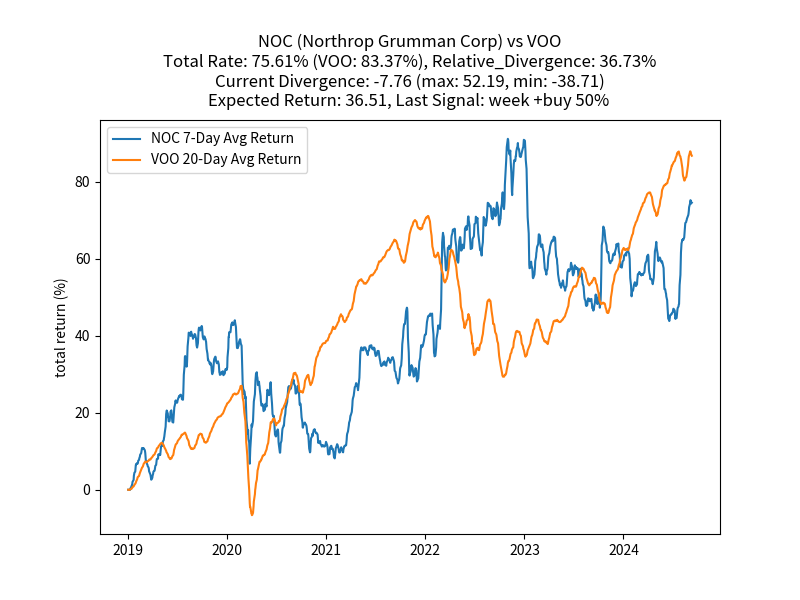 NOC (Northrop Grumman Corp) vs VOO
Total Rate: 75.61% (VOO: 83.37%), Relative_Divergence: 36.73%
Current Divergence: -7.76 (max: 52.19, min: -38.71)
Expected Return: 36.51, Last Signal: week +buy 50%
NOC 7-Day Avg Return
VOO 20-Day Avg Return
total return (%)
80
60
40
20
0
2019
2020
2021
2022
2023
2024